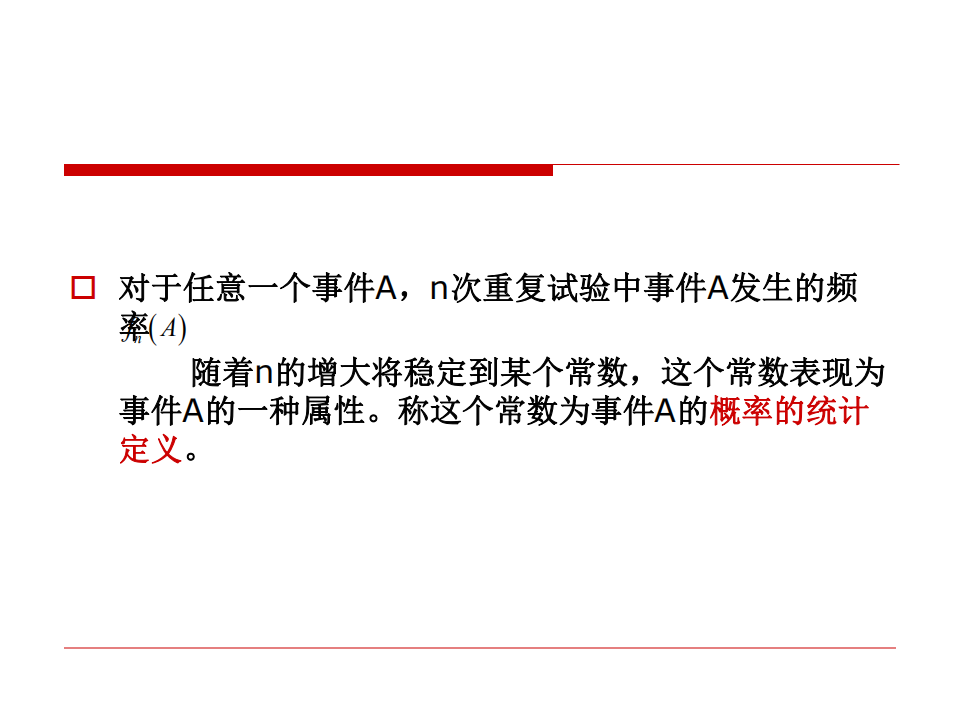 对于任意一个事件A，n次重复试验中事件A发生的频
率fn(A)
随着n的增大将稳定到某个常数，这个常数表现为
事件A的一种属性。称这个常数为事件A的概率的统计
定义。